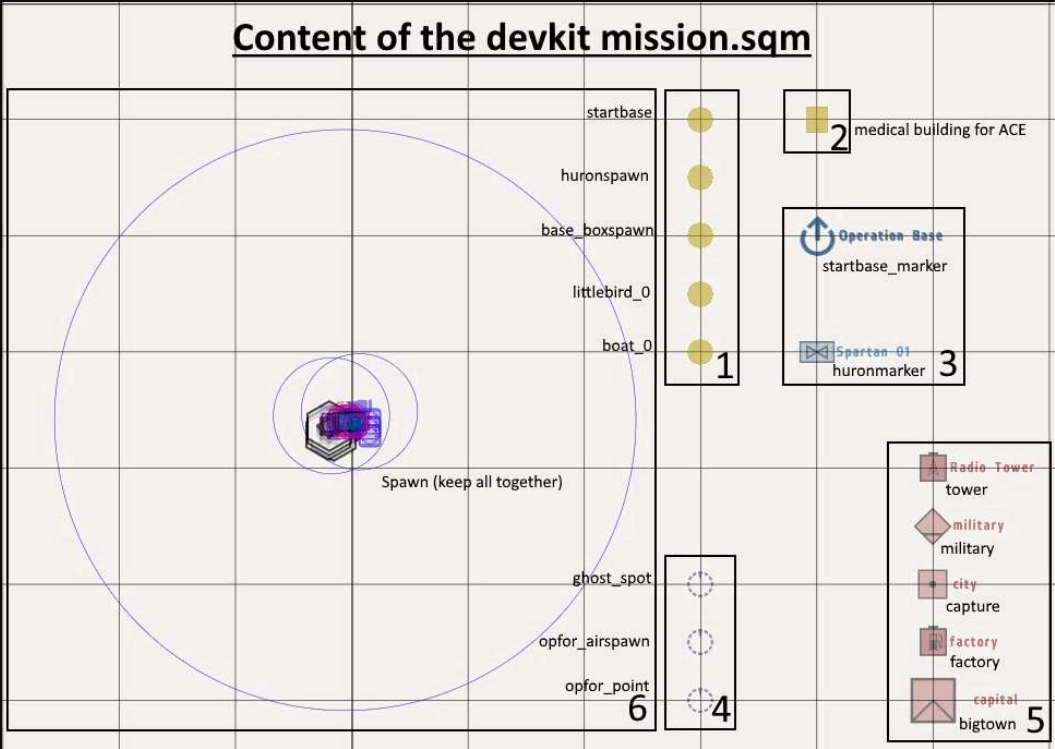 Content of the devkit mission.sqm
startbase
huronspawn
base_boxspawn
littlebird_0
boat_0
1
2
medical building for ACE
Operation Base
startbase_marker
Spartan 01
huronmarker
3
Spawn (keep all together)
6
ghost_spot
opfor_airspawn
opfor_point
4
Radio Tower
tower
military
military
city
capture
factory
factory
capital
bigtown
5